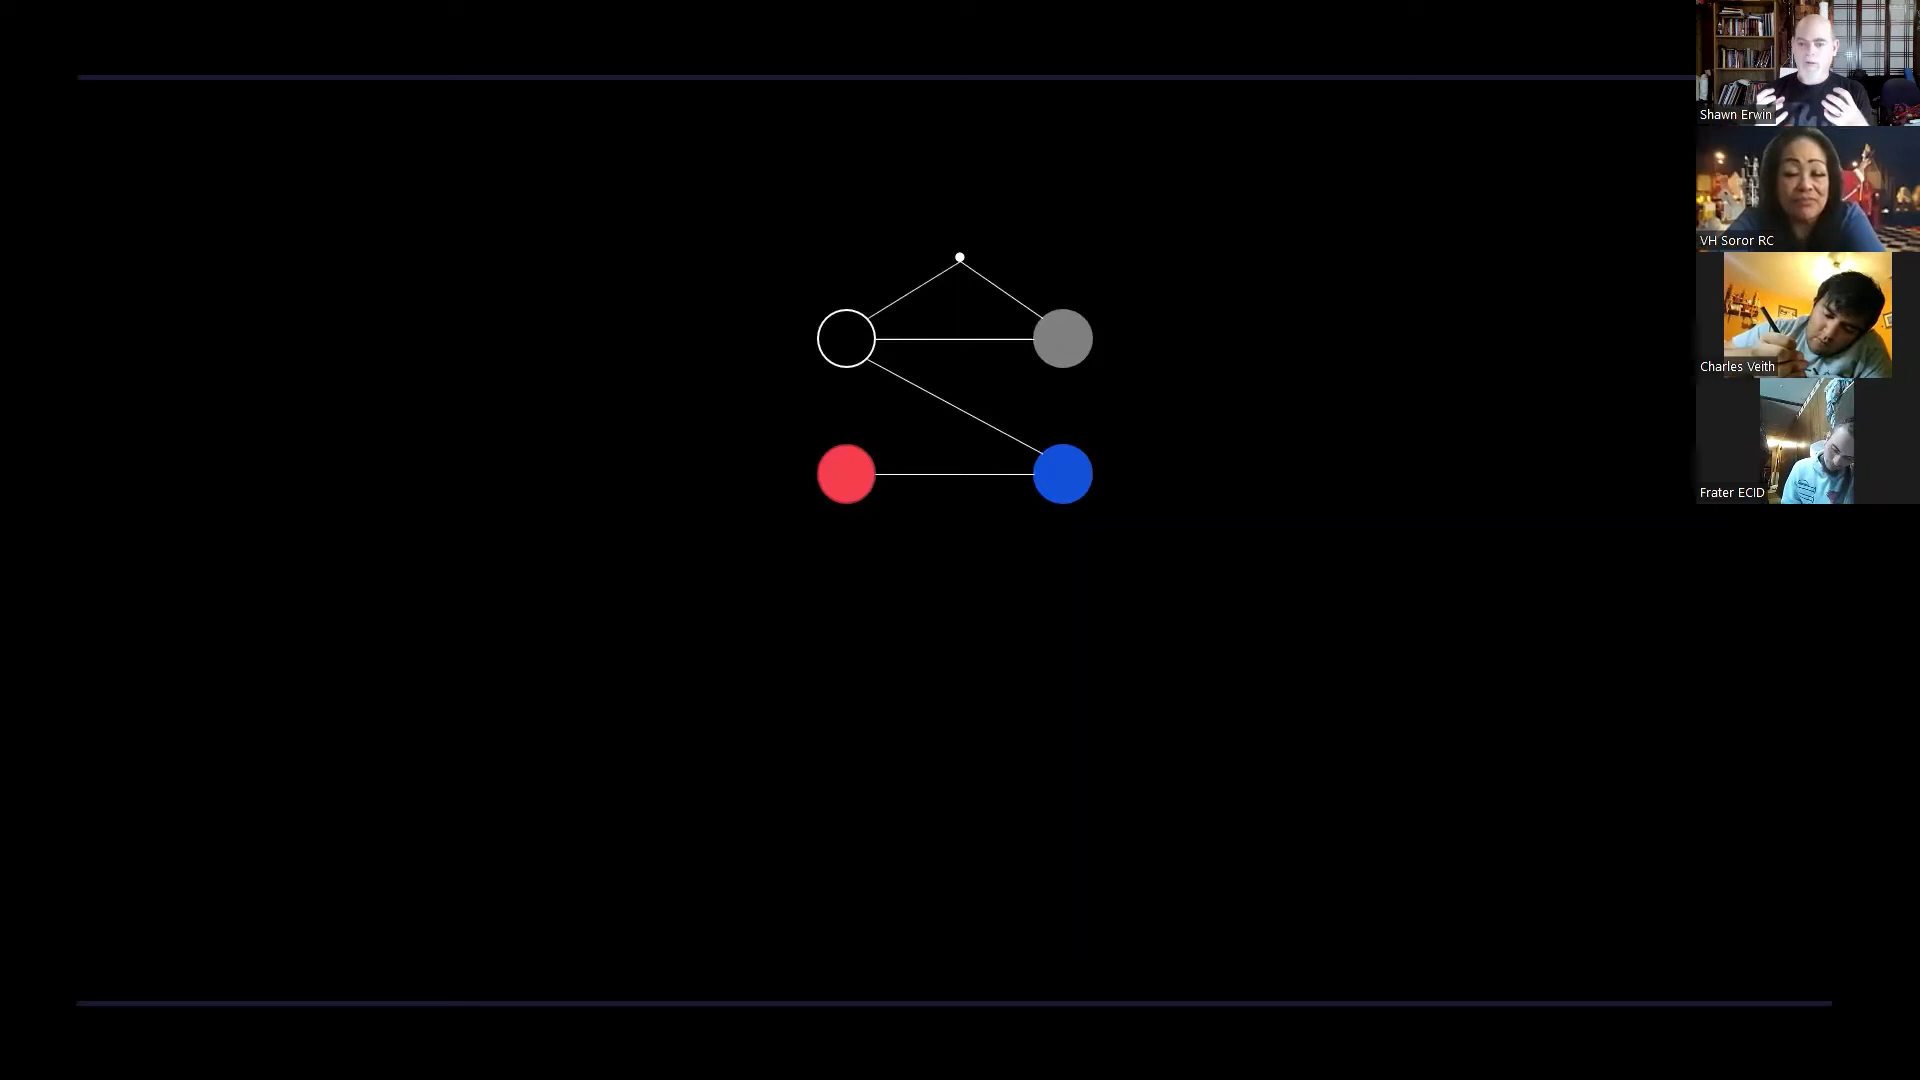 Shawn Erwin
VH Soror RC
Charles Veith
Frater ECID